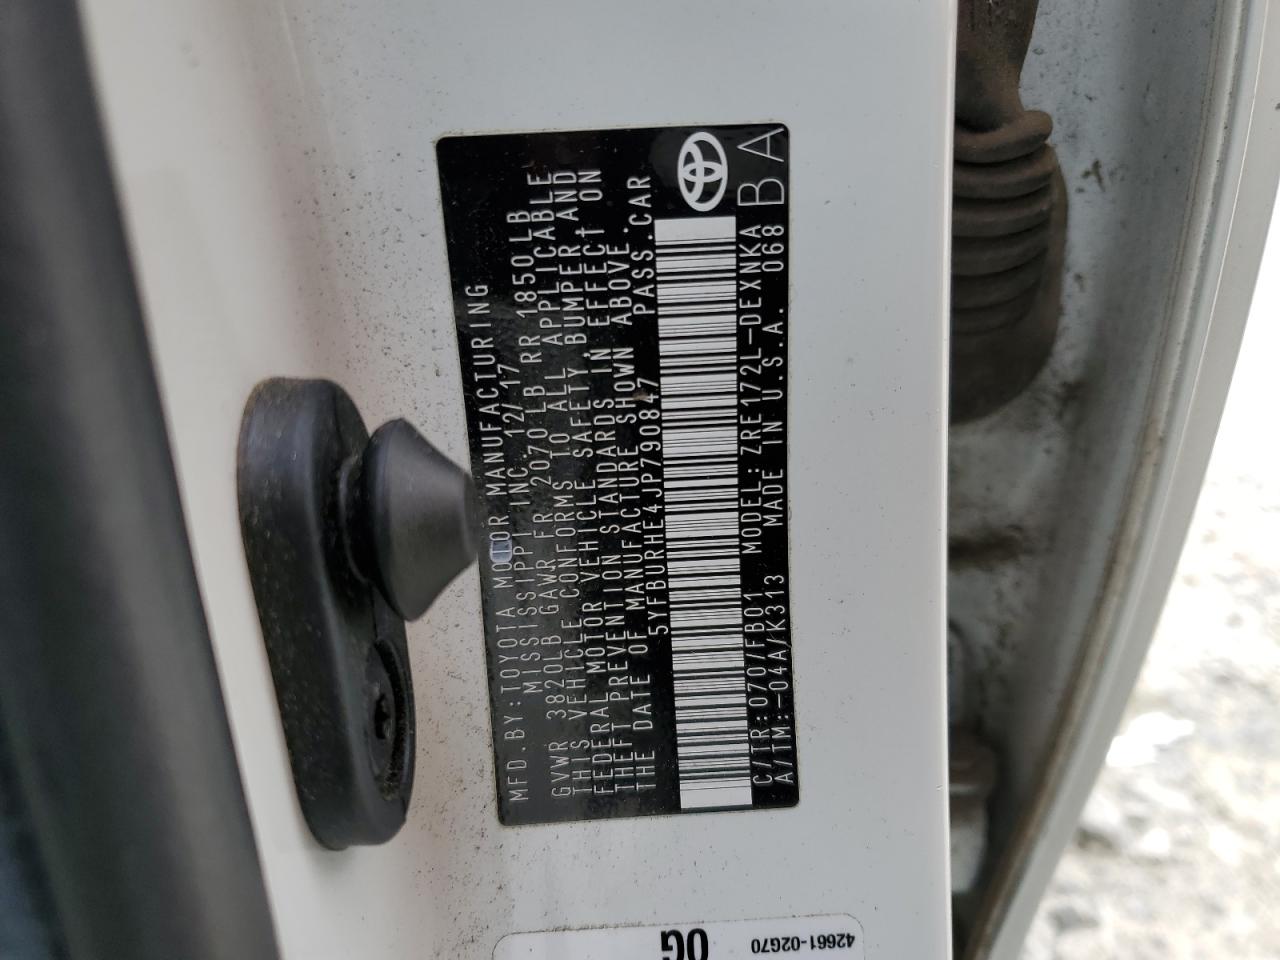 MFD.BY:TOYOTA MOTOR MANUFACTURING
MISSISSIPPI INC. 12/17
GVWR 3820LB GAWR FR 2070LB RR 1850LB
THIS VEHICLE CONFORMS TO ALL APPLICABLE
FEDERAL MOTOR VEHICLE SAFETY, BUMPER, AND
THEFT PREVENTION STANDARDS IN EFFECT ON
THE DATE OF MANUFACTURE SHOWN ABOVE.
5YFBURHE4JP790847 PASS.CAR
C/TR:070/FB01 MODEL:ZRE172L-DEXNKA
A/TM:-04A/K313 MADE IN U.S.A. 068
BA
42661-02G70
0G